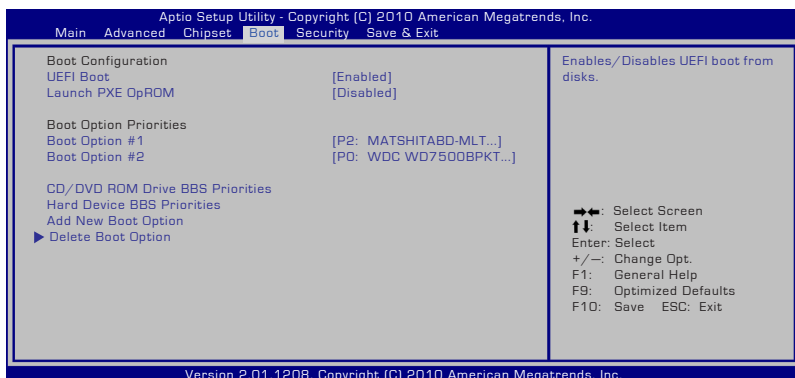 Aptio Setup Utility - Copyright (C) 2010 American Megatrends, Inc.
Main Advanced Chipset Boot Security Save & Exit
Boot Configuration
UEFI Boot [Enabled]
Launch PXE OpROM [Disabled]
Boot Option Priorities
Boot Option #1 [P2: MATSHITABD-MLT...]
Boot Option #2 [P0: WDC WD7500BPKT...]
CD/DVD ROM Drive BBS Priorities
Hard Device BBS Priorities
Add New Boot Option
Delete Boot Option
Enables/Disables UEFI boot from
disks.
→←: Select Screen
↑↓: Select Item
Enter: Select
+/—: Change Opt.
F1: General Help
F9: Optimized Defaults
F10: Save ESC: Exit
Version 2.01.1208. Copyright (C) 2010 American Megatrends, Inc.